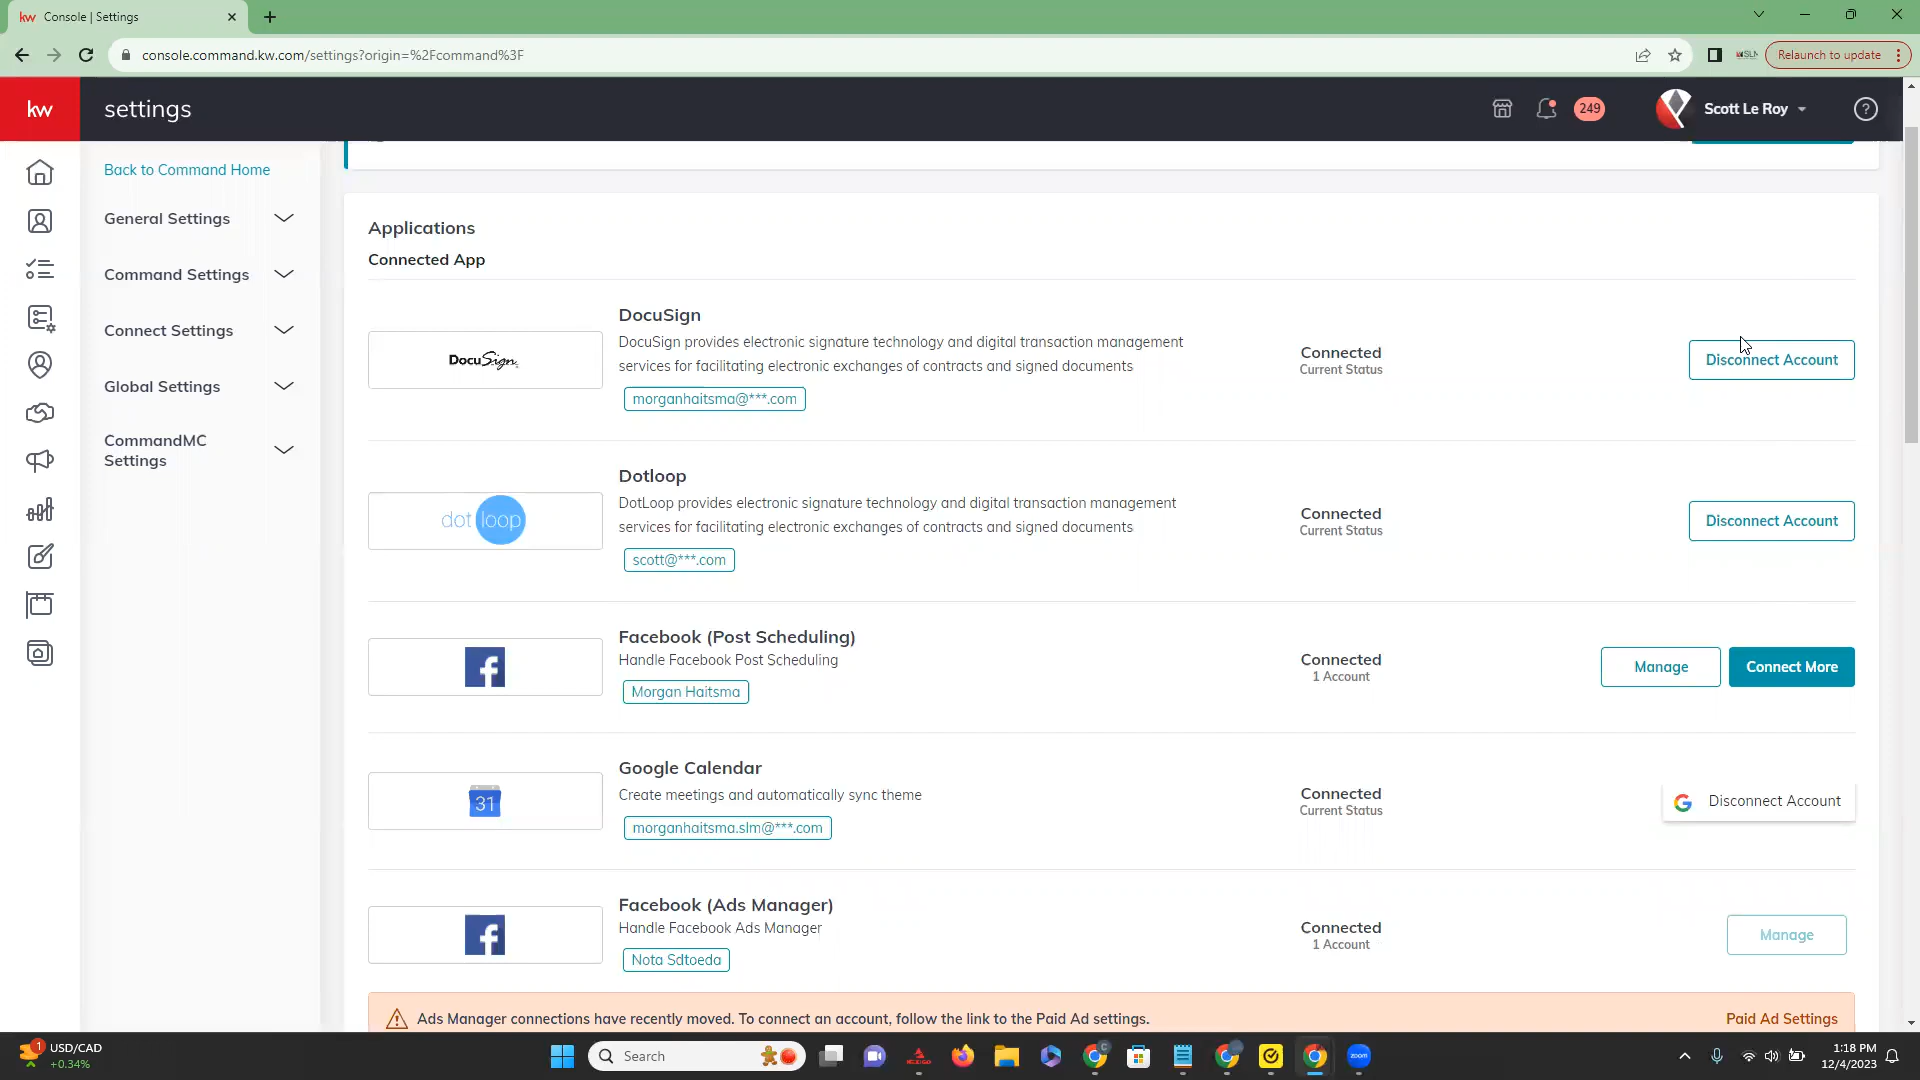 kw Console | Settings
console.command.kw.com/settings?origin=%2Fcommand%3F
Relaunch to update
kw settings
249
Scott Le Roy
Back to Command Home
General Settings
Command Settings
Connect Settings
Global Settings
CommandMC
Settings
Applications
Connected App
DocuSign
DocuSign
DocuSign provides electronic signature technology and digital transaction management
services for facilitating electronic exchanges of contracts and signed documents
morganhaitsma@***.com
Connected
Current Status
Disconnect Account
dot loop
Dotloop
DotLoop provides electronic signature technology and digital transaction management
services for facilitating electronic exchanges of contracts and signed documents
scott@***.com
Connected
Current Status
Disconnect Account
Facebook (Post Scheduling)
Handle Facebook Post Scheduling
Morgan Haitsma
Connected
1 Account
Manage
Connect More
31
Google Calendar
Create meetings and automatically sync theme
morganhaitsma.slm@***.com
Connected
Current Status
Disconnect Account
Facebook (Ads Manager)
Handle Facebook Ads Manager
Nota Sdtoeda
Connected
1 Account
Manage
Ads Manager connections have recently moved. To connect an account, follow the link to the Paid Ad settings.
Paid Ad Settings
1
USD/CAD
+0.34%
Search
zoom
1:18 PM
12/4/2023